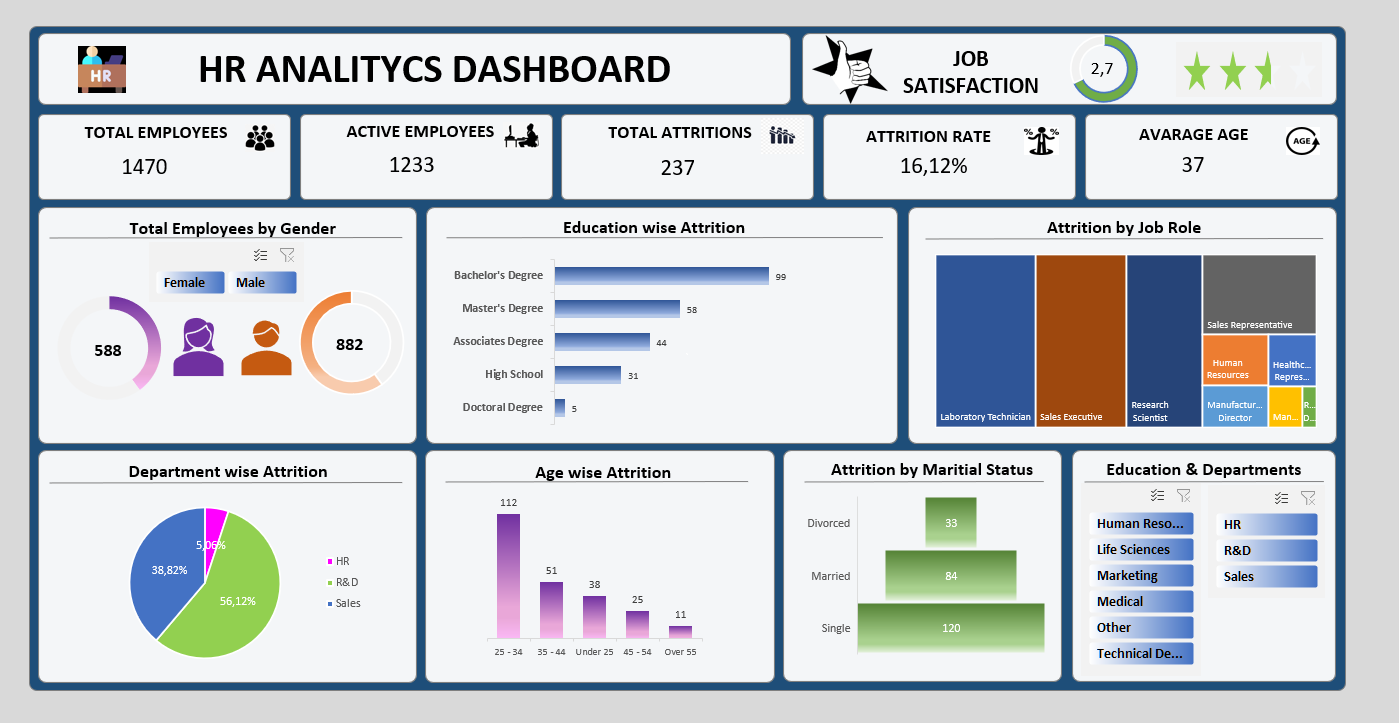 HR
HR ANALITYCS DASHBOARD
JOB
SATISFACTION
2,7
TOTAL EMPLOYEES
1470
ACTIVE EMPLOYEES
1233
TOTAL ATTRITIONS
237
ATTRITION RATE
16,12%
% %
AVARAGE AGE
37
AGE
Total Employees by Gender
Female
Male
588
882
Education wise Attrition
Bachelor's Degree
99
Master's Degree
58
Associates Degree
44
High School
31
Doctoral Degree
5
Attrition by Job Role
Laboratory Technician
Sales Executive
Research
Scientist
Sales Representative
Human
Resources
Healthc...
Repres...
Manufactur...
Director
Man...
R...
D...
Department wise Attrition
5,06%
38,82%
56,12%
HR
R&D
Sales
Age wise Attrition
112
51
38
25
11
25 - 34
35 - 44
Under 25
45 - 54
Over 55
Attrition by Maritial Status
Divorced
33
Married
84
Single
120
Education & Departments
Human Reso...
Life Sciences
Marketing
Medical
Other
Technical De...
HR
R&D
Sales